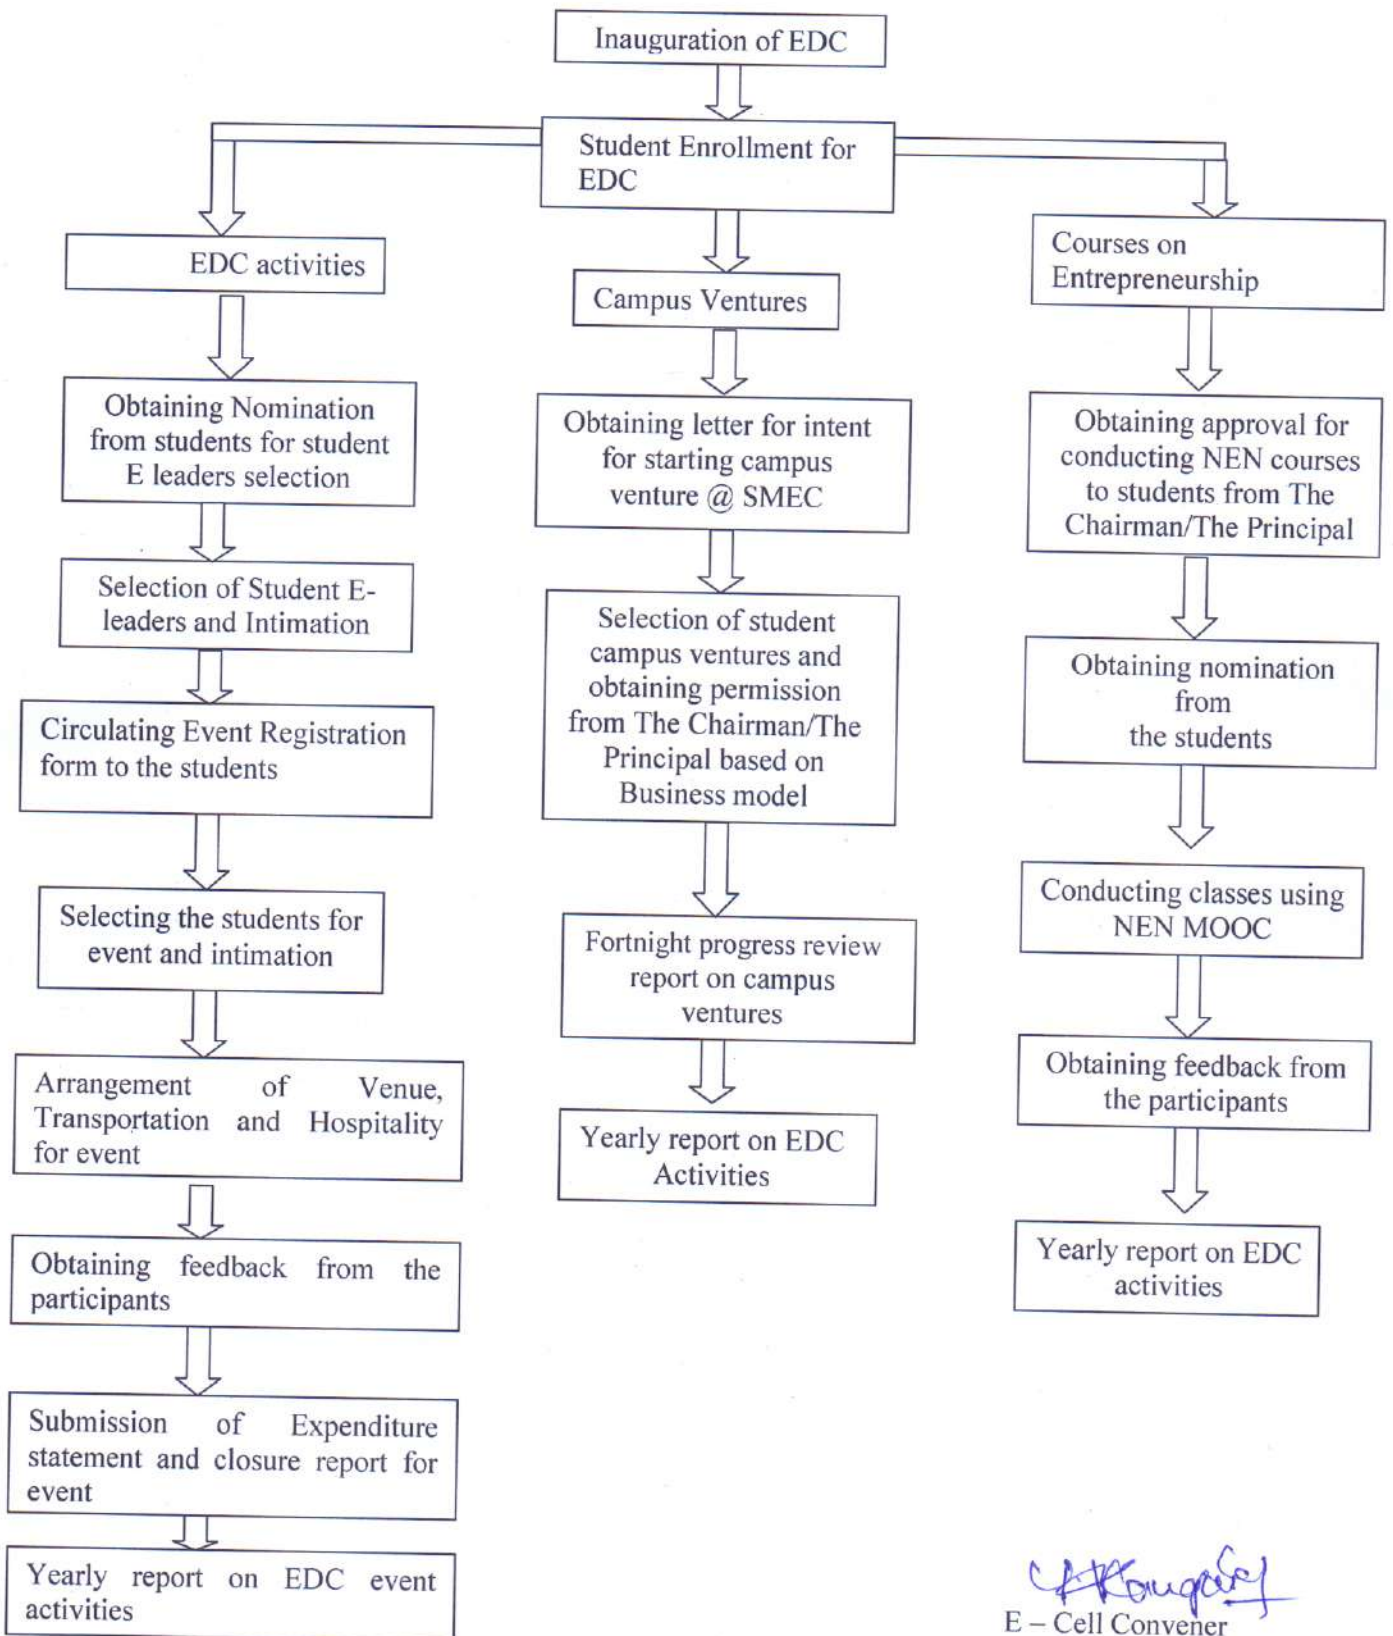 Inauguration of EDC
Student Enrollment for
EDC
EDC activities
Obtaining Nomination
from students for student
E leaders selection
Selection of Student E-
leaders and Intimation
Circulating Event Registration
form to the students
Selecting the students for
event and intimation
Arrangement of Venue,
Transportation and Hospitality
for event
Obtaining feedback from the
participants
Submission of Expenditure
statement and closure report for
event
Yearly report on EDC event
activities
Campus Ventures
Obtaining letter for intent
for starting campus
venture @ SMEC
Selection of student
campus ventures and
obtaining permission
from The Chairman/The
Principal based on
Business model
Fortnight progress review
report on campus
ventures
Yearly report on EDC
Activities
Courses on
Entrepreneurship
Obtaining approval for
conducting NEN courses
to students from The
Chairman/The Principal
Obtaining nomination
from
the students
Conducting classes using
NEN MOOC
Obtaining feedback from
the participants
Yearly report on EDC
activities
E – Cell Convener